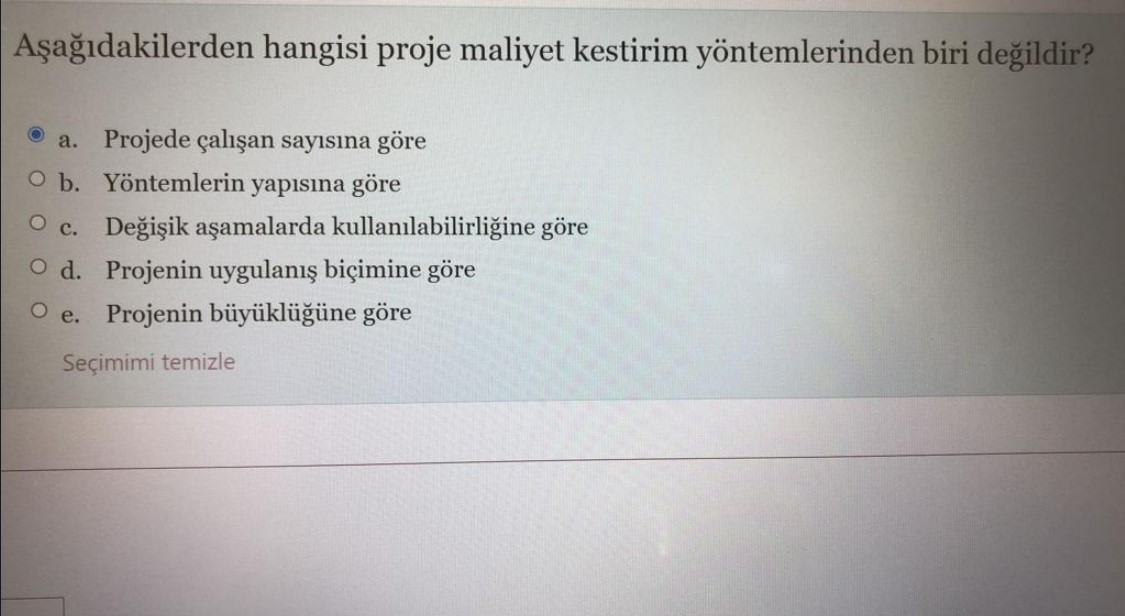 Aşağıdakilerden hangisi proje maliyet kestirim yöntemlerinden biri değildir?
a. Projede çalışan sayısına göre
b. Yöntemlerin yapısına göre
c. Değişik aşamalarda kullanılabilirliğine göre
d. Projenin uygulanış biçimine göre
e. Projenin büyüklüğüne göre
Seçimimi temizle